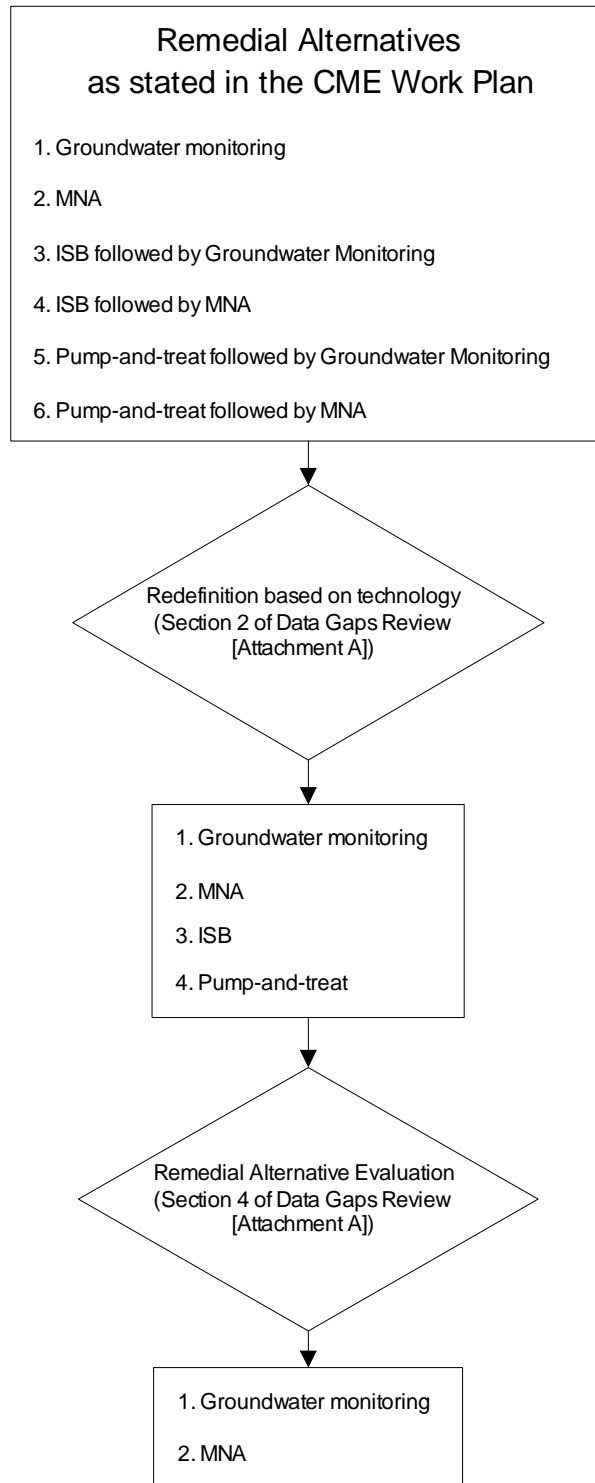 Remedial Alternatives
as stated in the CME Work Plan
1. Groundwater monitoring
2. MNA
3. ISB followed by Groundwater Monitoring
4. ISB followed by MNA
5. Pump-and-treat followed by Groundwater Monitoring
6. Pump-and-treat followed by MNA
Redefinition based on technology
(Section 2 of Data Gaps Review
[Attachment A])
1. Groundwater monitoring
2. MNA
3. ISB
4. Pump-and-treat
Remedial Alternative Evaluation
(Section 4 of Data Gaps Review
[Attachment A])
1. Groundwater monitoring
2. MNA